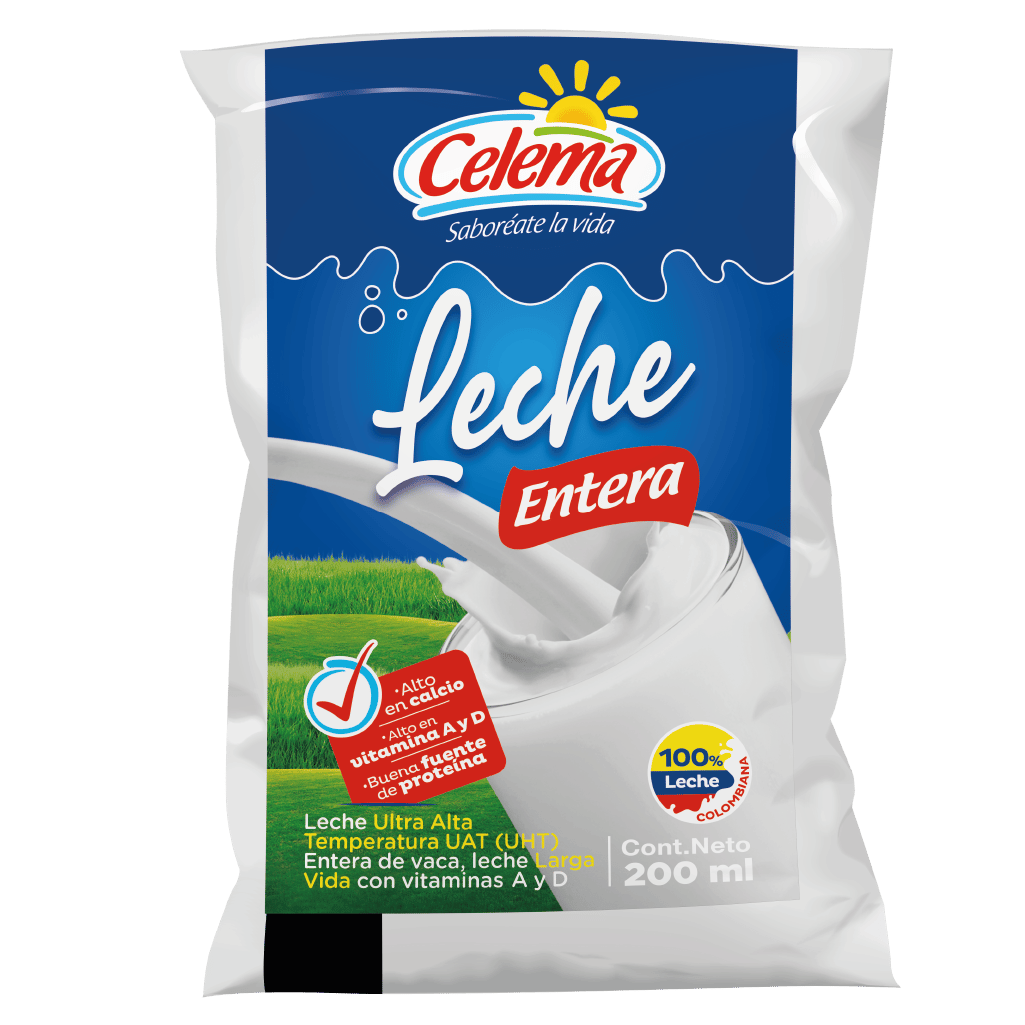 Celema
Saboréate la vida
Leche
Entera
•Alto
en calcio
•Alto en
vitamina A y D
•Buena fuente
de proteína
100%
Leche
COLOMBIANA
Leche Ultra Alta
Temperatura UAT (UHT)
Entera de vaca, leche Larga
Vida con vitaminas A y D
Cont.Neto
200 ml